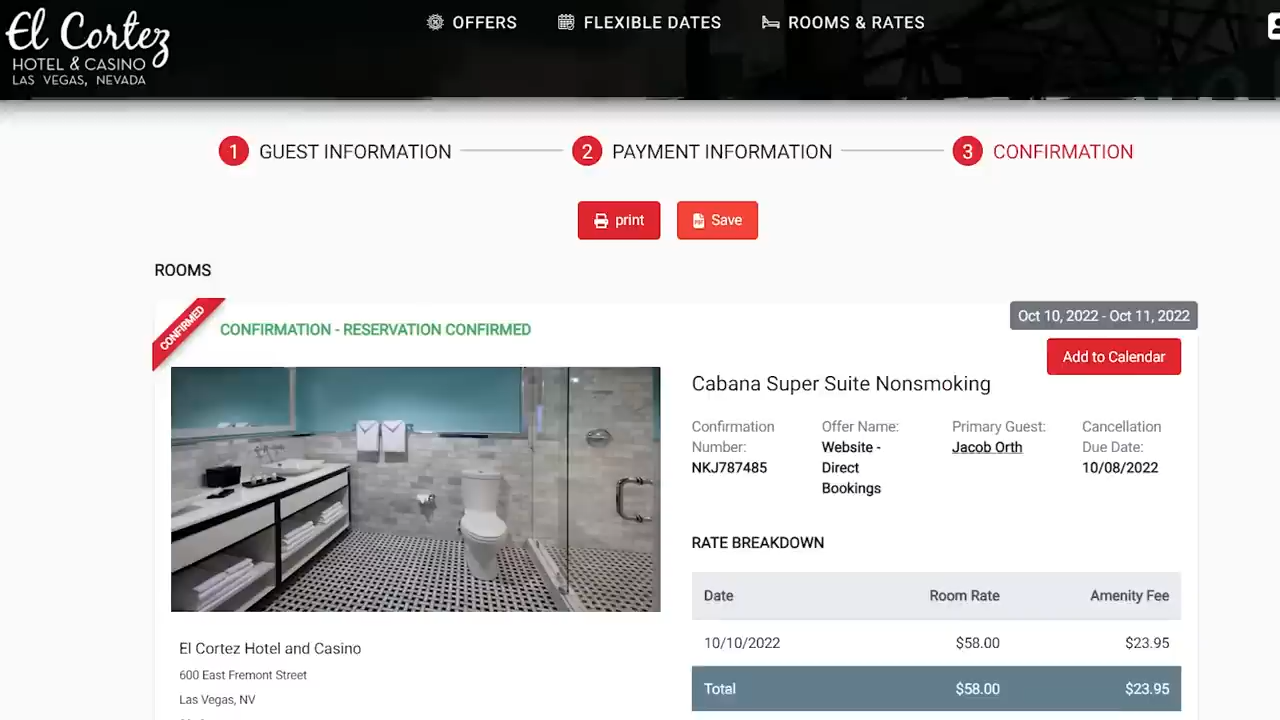 El Cortez
HOTEL & CASINO
LAS VEGAS, NEVADA
OFFERS
FLEXIBLE DATES
ROOMS & RATES
1 GUEST INFORMATION
2 PAYMENT INFORMATION
3 CONFIRMATION
print
Save
ROOMS
CONFIRMED
CONFIRMATION - RESERVATION CONFIRMED
Oct 10, 2022 - Oct 11, 2022
Add to Calendar
Cabana Super Suite Nonsmoking
Confirmation
Number:
NKJ787485
Offer Name:
Website -
Direct
Bookings
Primary Guest:
Jacob Orth
Cancellation
Due Date:
10/08/2022
RATE BREAKDOWN
Date Room Rate Amenity Fee
10/10/2022 $58.00 $23.95
Total $58.00 $23.95
El Cortez Hotel and Casino
600 East Fremont Street
Las Vegas, NV